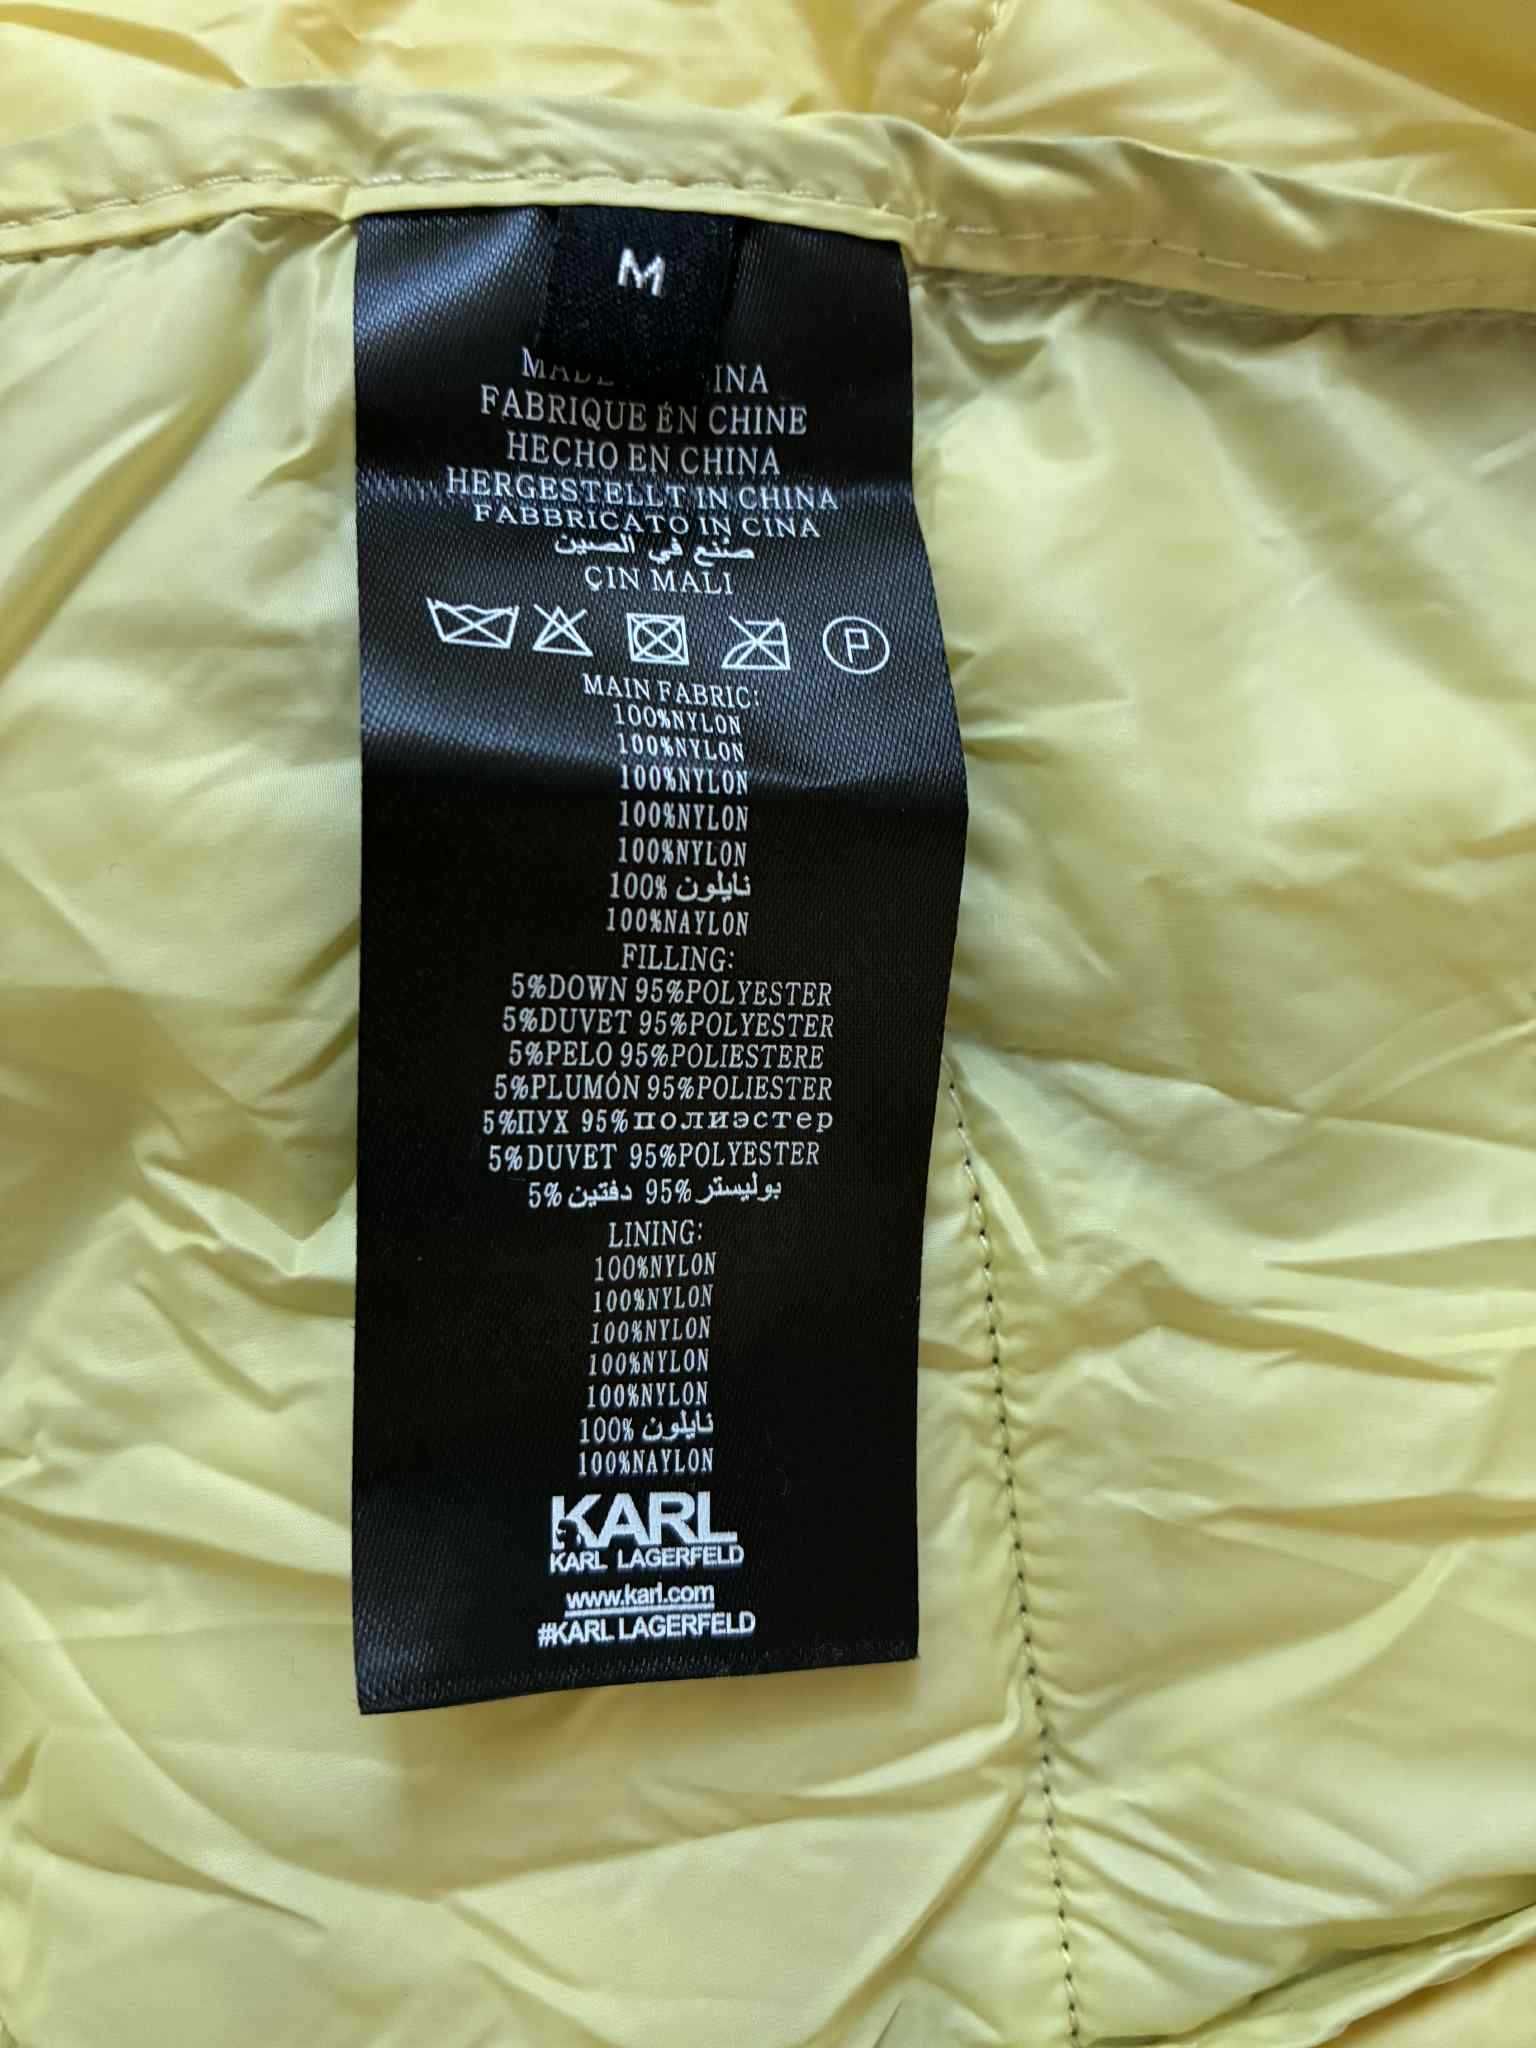 M
FABRIQUE ÉN CHINE
HECHO EN CHINA
HERGESTELLT IN CHINA
FABBRICATO IN CINA
صنع في الصين
ÇIN MALI
P
MAIN FABRIC:
100%NYLON
100%NYLON
100%NYLON
100%NYLON
100%NYLON
100% نايلون
100%NAYLON
FILLING:
5%DOWN 95%POLYESTER
5%DUVET 95%POLYESTER
5%PELO 95%POLIESTERE
5%PLUMÓN 95%POLIESTER
5%ПУХ 95%полиэстер
5%DUVET 95%POLYESTER
5% دفتين 95% بوليستر
LINING:
100%NYLON
100%NYLON
100%NYLON
100%NYLON
100%NYLON
100% نايلون
100%NAYLON
KARL
KARL LAGERFELD
www.karl.com
#KARL LAGERFELD